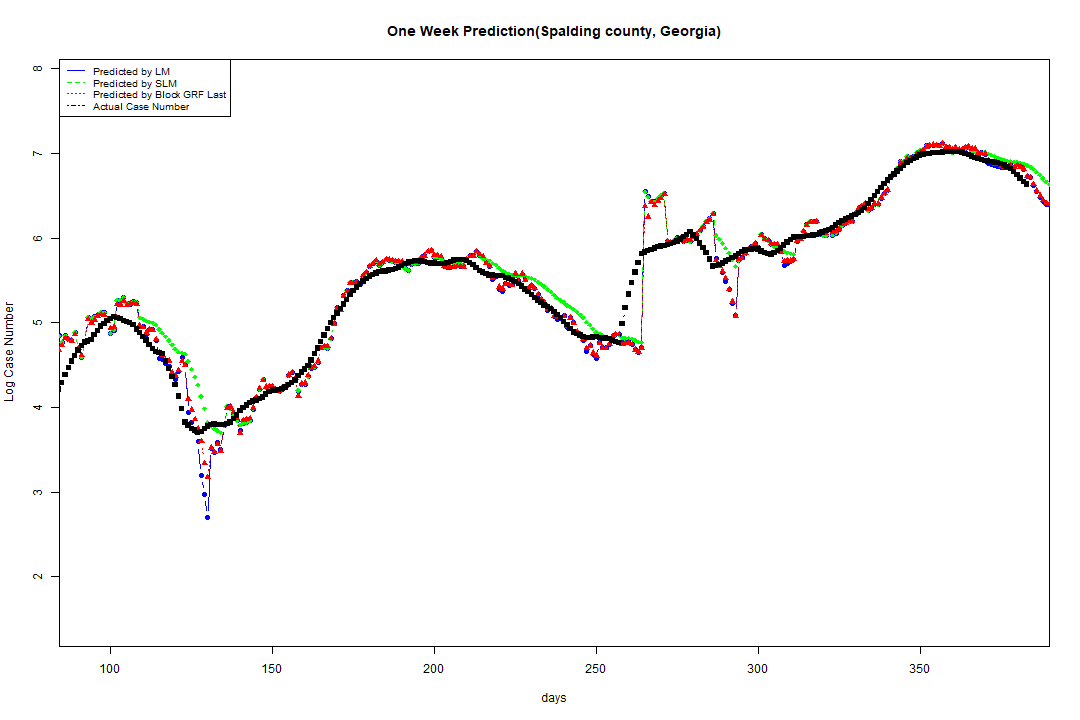 One Week Prediction(Spalding county, Georgia)
Predicted by LM
Predicted by SLM
Predicted by Block GRF Last
Actual Case Number
Log Case Number
8
7
6
5
4
3
2
100 150 200 250 300 350
days